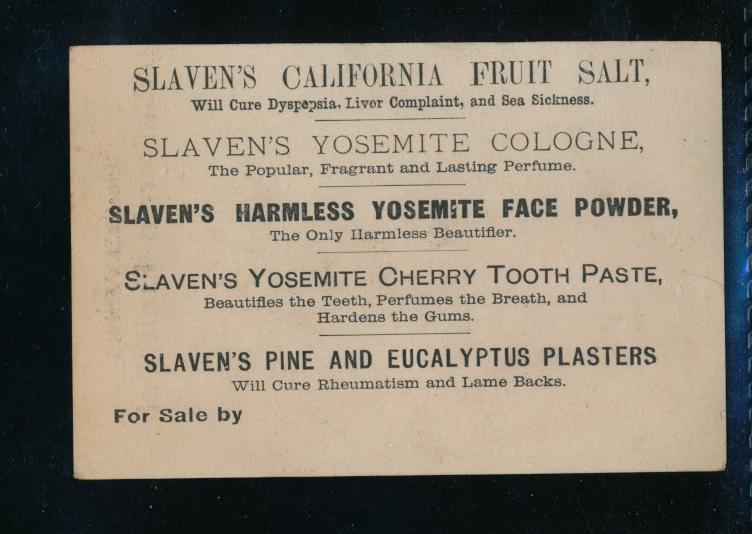 SLAVEN'S CALIFORNIA FRUIT SALT,
Will Cure Dyspepsia, Liver Complaint, and Sea Sickness.
SLAVEN'S YOSEMITE COLOGNE,
The Popular, Fragrant and Lasting Perfume.
SLAVEN'S HARMLESS YOSEMITE FACE POWDER,
The Only Harmless Beautifier.
SLAVEN'S YOSEMITE CHERRY TOOTH PASTE,
Beautifies the Teeth, Perfumes the Breath, and
Hardens the Gums.
SLAVEN'S PINE AND EUCALYPTUS PLASTERS
Will Cure Rheumatism and Lame Backs.
For Sale by